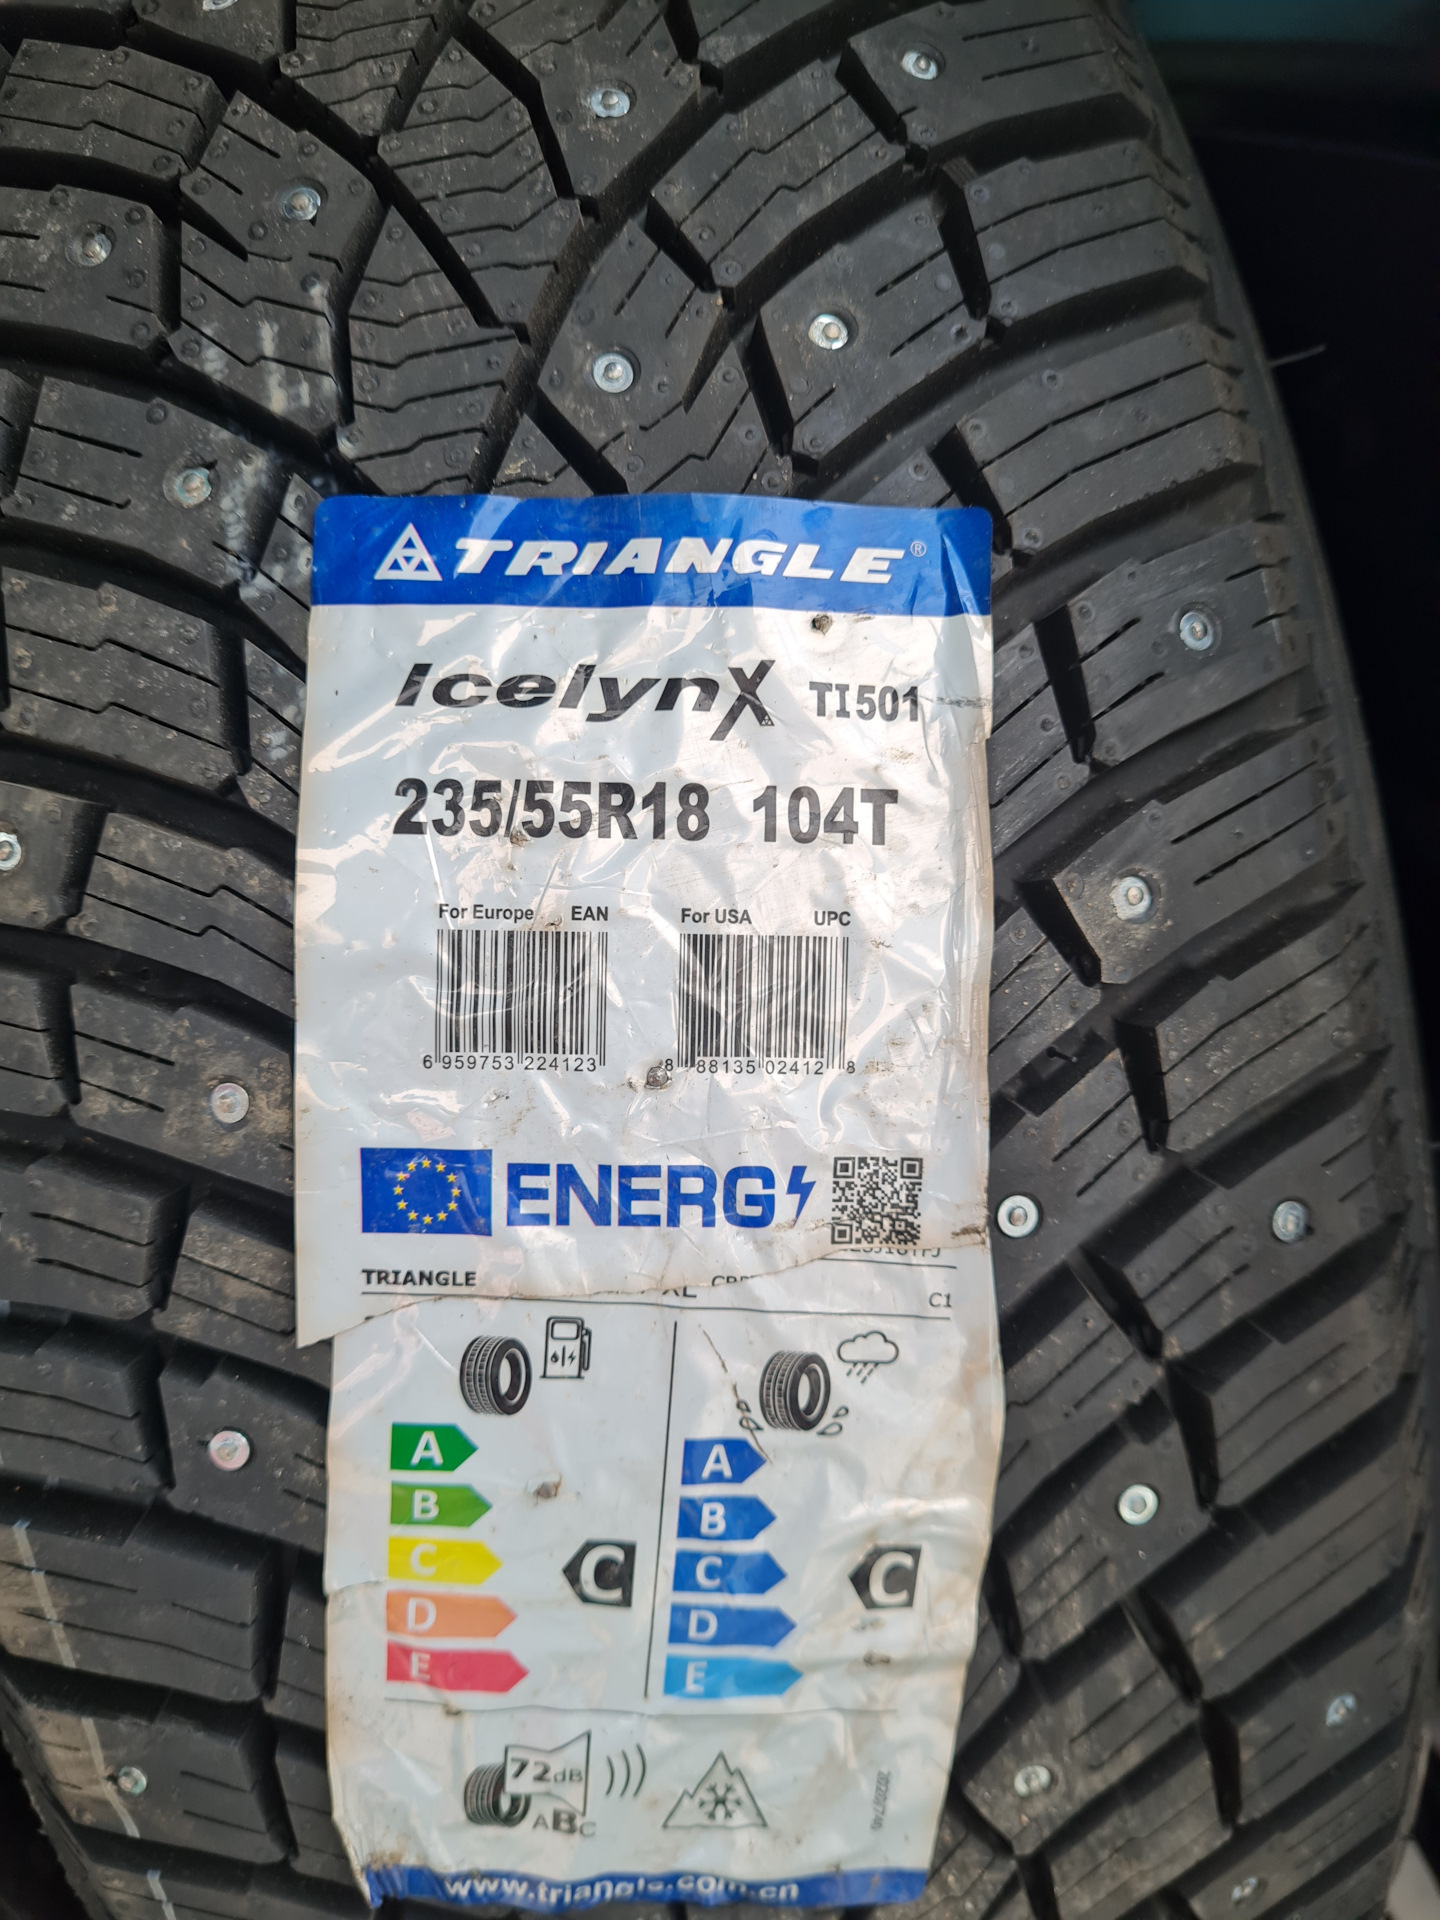 TRIANGLE®
IcelynX TI501
235/55R18 104T
For Europe EAN
For USA UPC
6 959753 224123
8 88135 02412 8
ENERG
TRIANGLE
XL
C1
A
B
C
D
E
C
A
B
C
D
E
C
72dB
ABC
www.triangle.com.cn